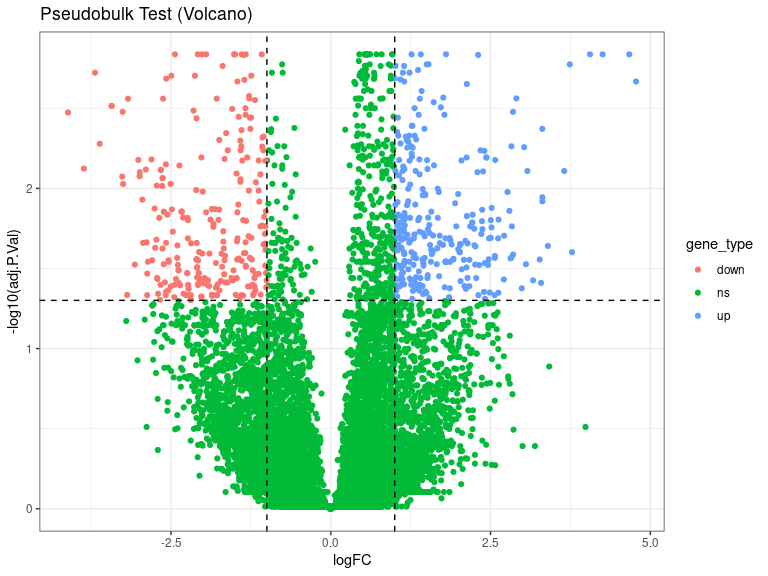 Pseudobulk Test (Volcano)
-log10(adj.P.Val)
2
1
0
-2.5
0.0
2.5
5.0
logFC
gene_type
down
ns
up